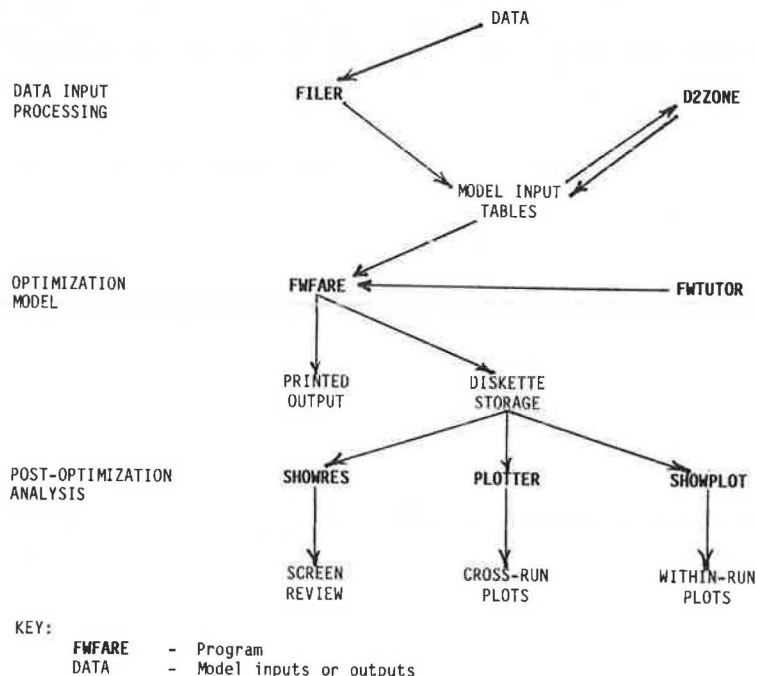 DATA
DATA INPUT
PROCESSING
FILER
D2ZONE
MODEL INPUT
TABLES
OPTIMIZATION
MODEL
FWFARE
FWTUTOR
PRINTED
OUTPUT
DISKETTE
STORAGE
POST-OPTIMIZATION
ANALYSIS
SHOWRES
PLOTTER
SHOWPLOT
SCREEN
REVIEW
CROSS-RUN
PLOTS
WITHIN-RUN
PLOTS
KEY:
FWFARE - Program
DATA - Model inputs or outputs